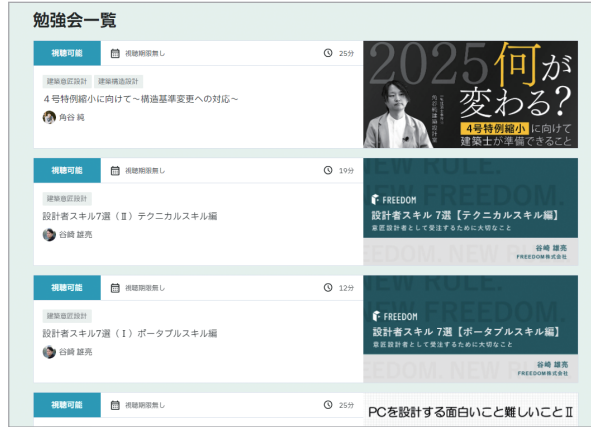 勉強会一覧
視聴可能
視聴期限無し
25分
建築意匠設計
建築構造設計
４号特例縮小に向けて～構造基準変更への対応～
角谷 純
2025何が
変わる?
4号特例縮小 に向けて
建築士が準備できること
視聴可能
視聴期限無し
19分
建築意匠設計
設計者スキル7選（Ⅱ）テクニカルスキル編
谷﨑 雄亮
NEW RULE.
NEW FREEDOM.
FREEDOM
設計者スキル 7選【テクニカルスキル編】
意匠設計者として受注するために大切なこと
谷崎 雄亮
FREEDOM株式会社
視聴可能
視聴期限無し
12分
建築意匠設計
設計者スキル7選（Ⅰ）ポータブルスキル編
谷﨑 雄亮
NEW RULE.
NEW FREEDOM.
FREEDOM
設計者スキル 7選【ポータブルスキル編】
意匠設計者として受注するために大切なこと
谷崎 雄亮
FREEDOM株式会社
視聴可能
視聴期限無し
25分
PCを設計する面白いこと難しいことⅡ